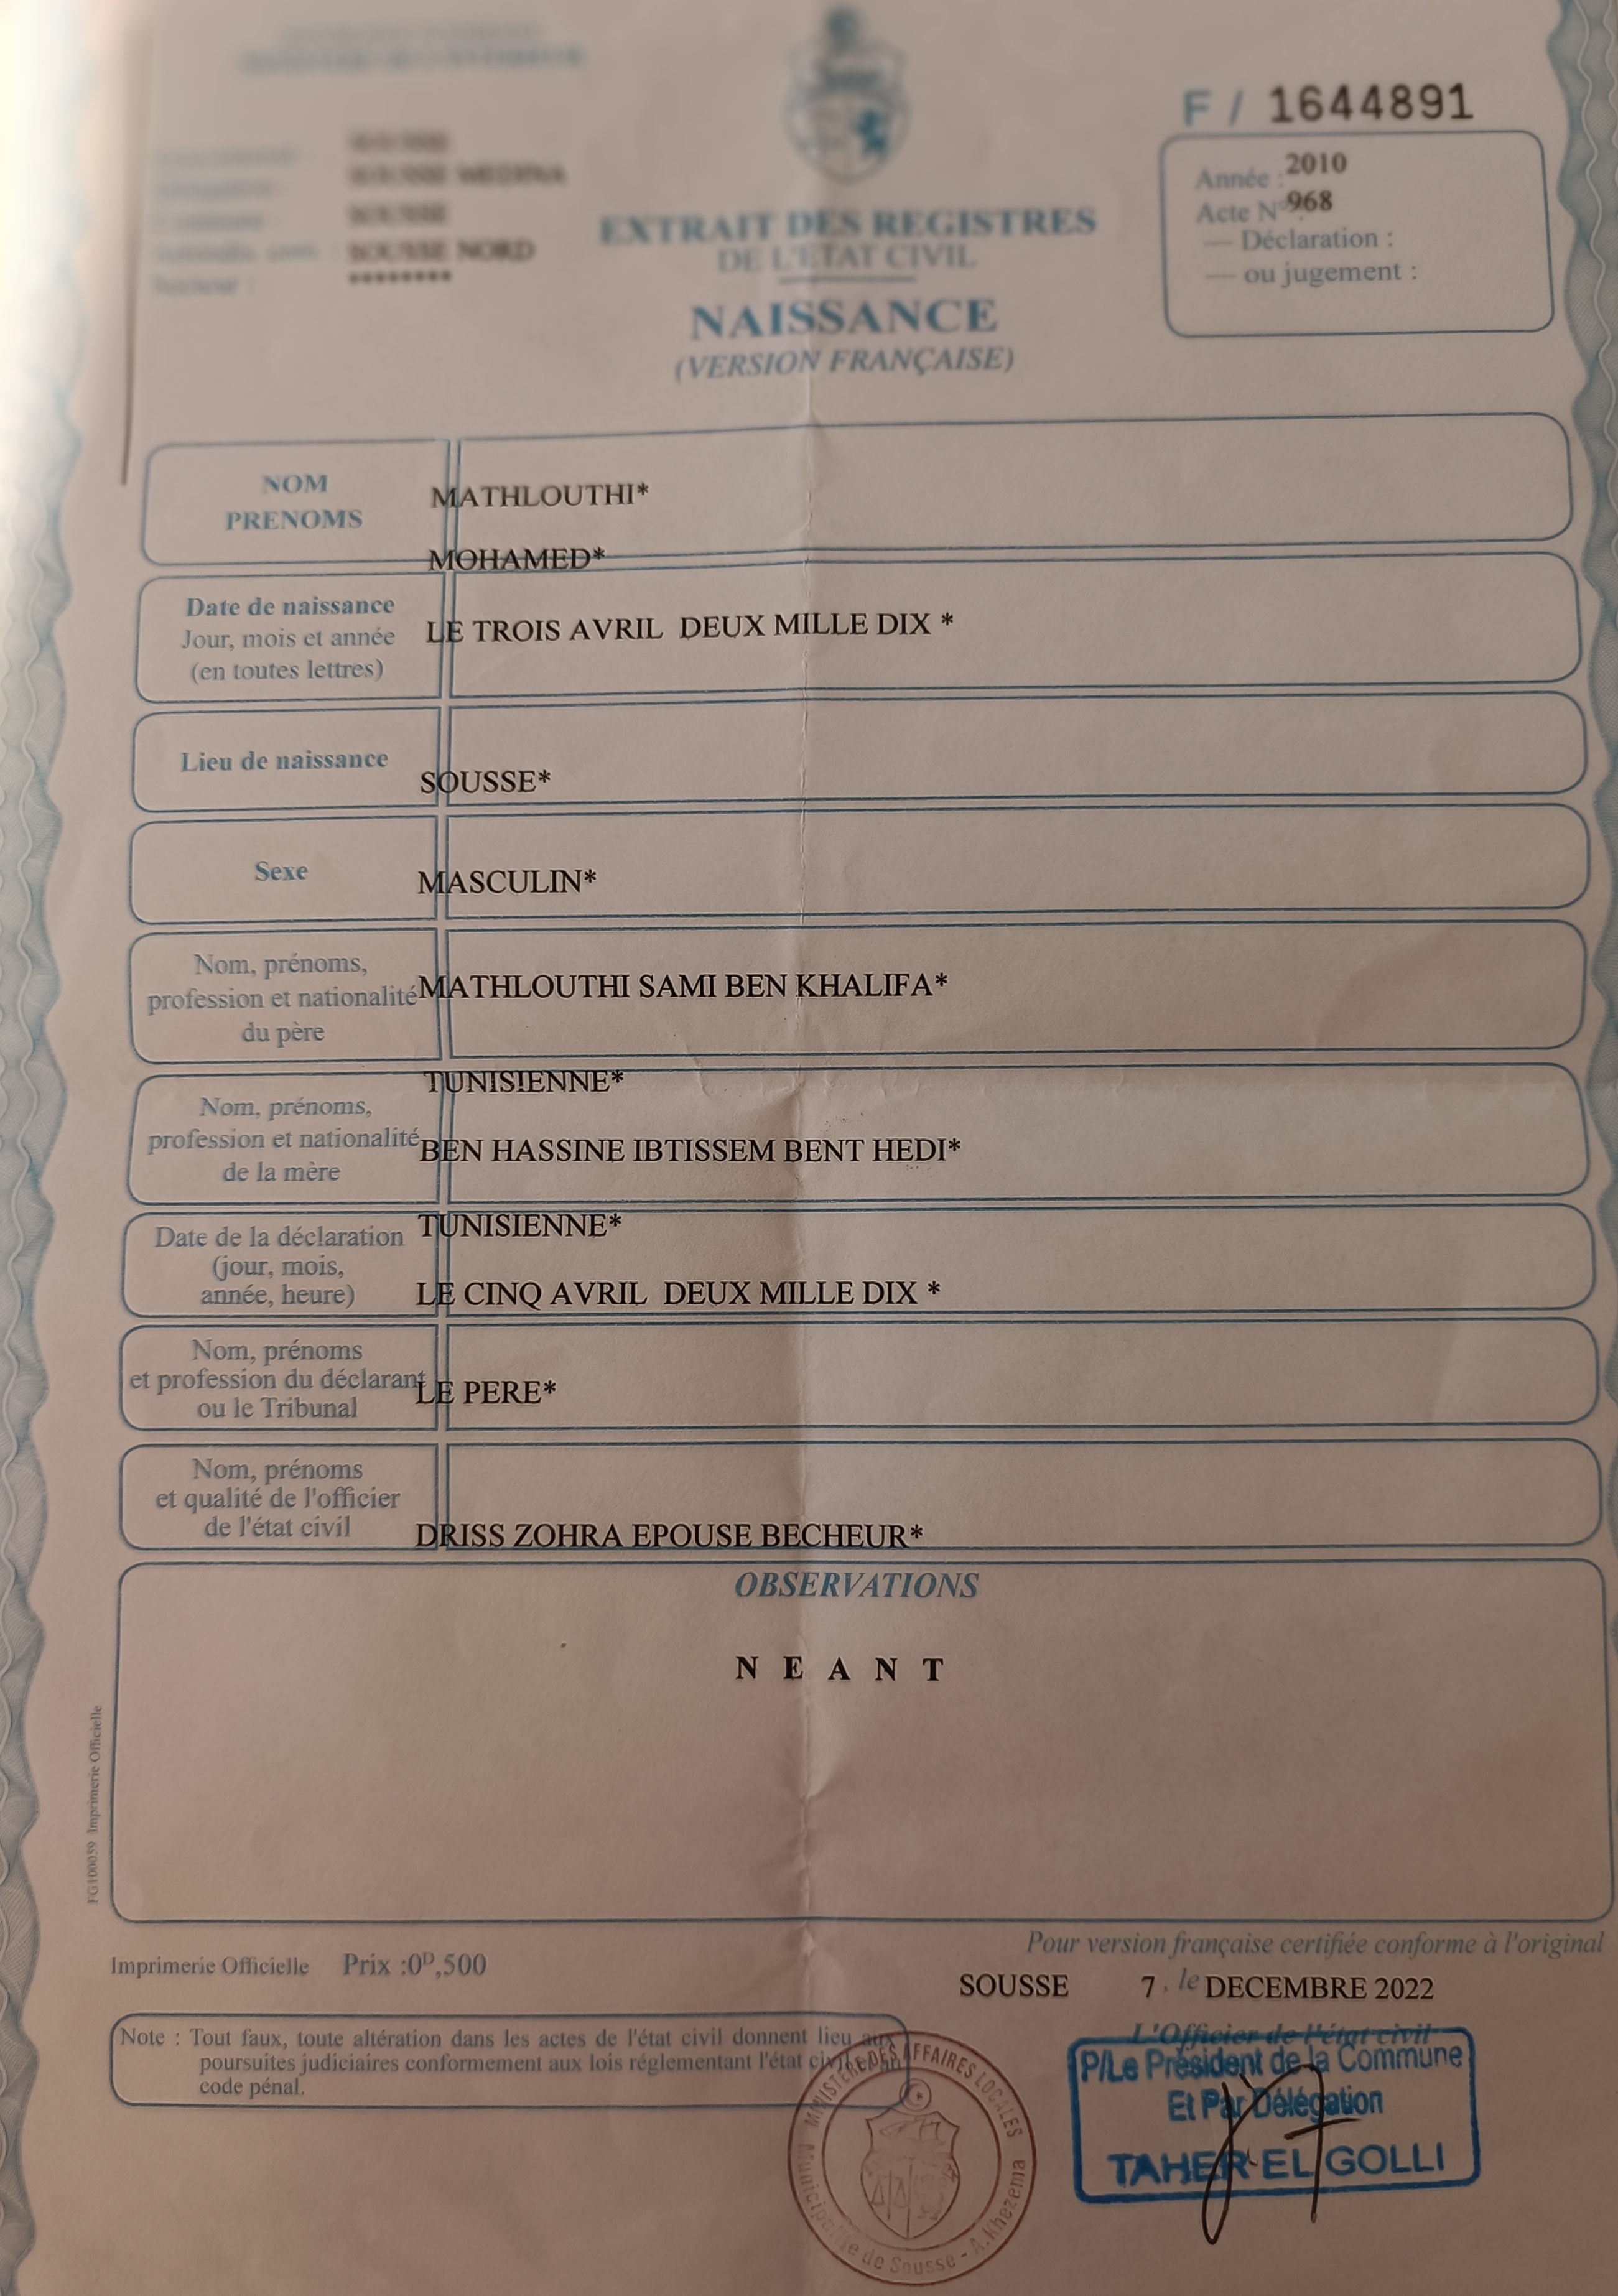 F / 1644891
Année : 2010
Acte N° 968
— Déclaration :
— ou jugement :
SOUSSE
SOUSSE MEDINA
SOUSSE
SOUSSE NORD
********
EXTRAIT DES REGISTRES
DE L'ETAT CIVIL
NAISSANCE
(VERSION FRANÇAISE)
NOM
PRENOMS
MATHLOUTHI*
MOHAMED*
Date de naissance
Jour, mois et année
(en toutes lettres)
LE TROIS AVRIL DEUX MILLE DIX *
Lieu de naissance
SOUSSE*
Sexe
MASCULIN*
Nom, prénoms,
profession et nationalité
du père
MATHLOUTHI SAMI BEN KHALIFA*
TUNISIENNE*
Nom, prénoms,
profession et nationalité
de la mère
BEN HASSINE IBTISSEM BENT HEDI*
TUNISIENNE*
Date de la déclaration
(jour, mois,
année, heure)
LE CINQ AVRIL DEUX MILLE DIX *
Nom, prénoms
et profession du déclarant
ou le Tribunal
LE PERE*
Nom, prénoms
et qualité de l'officier
de l'état civil
DRISS ZOHRA EPOUSE BECHEUR*
OBSERVATIONS
N E A N T
FG100059 Imprimerie Officielle
Imprimerie Officielle Prix :0ᴰ,500
Pour version française certifiée conforme à l'original
SOUSSE 7 , le DECEMBRE 2022
L'Officier de l'état civil
Note : Tout faux, toute altération dans les actes de l'état civil donnent lieu aux
poursuites judiciaires conformement aux lois réglementant l'état civil et au
code pénal.
P/Le Président de la Commune
Et Par Délégation
TAHER EL GOLLI
MINISTERE DES AFFAIRES LOCALES
Municipalité de Sousse - A.Khezema